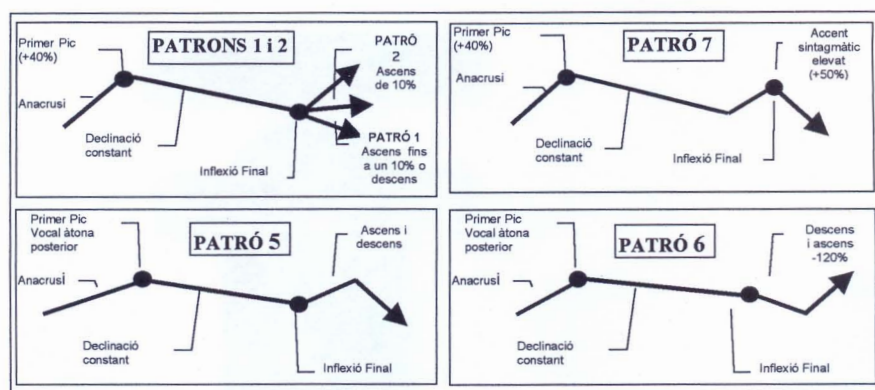 Primer Pic
(+40%)
PATRONS 1 i 2
PATRÓ
2
Ascens
de 10%
Anacrusi
Declinació
constant
PATRÓ 1
Ascens fins
a un 10% o
descens
Inflexió Final
Primer Pic
(+40%)
PATRÓ 7
Accent
sintagmàtic
elevat
(+50%)
Anacrusi
Declinació
constant
Inflexió Final
Primer Pic
Vocal àtona
posterior
PATRÓ 5
Ascens i
descens
Anacrusi
Declinació
constant
Inflexió Final
Primer Pic
Vocal àtona
posterior
PATRÓ 6
Descens
i ascens
-120%
Anacrusi
Declinació
constant
Inflexió Final